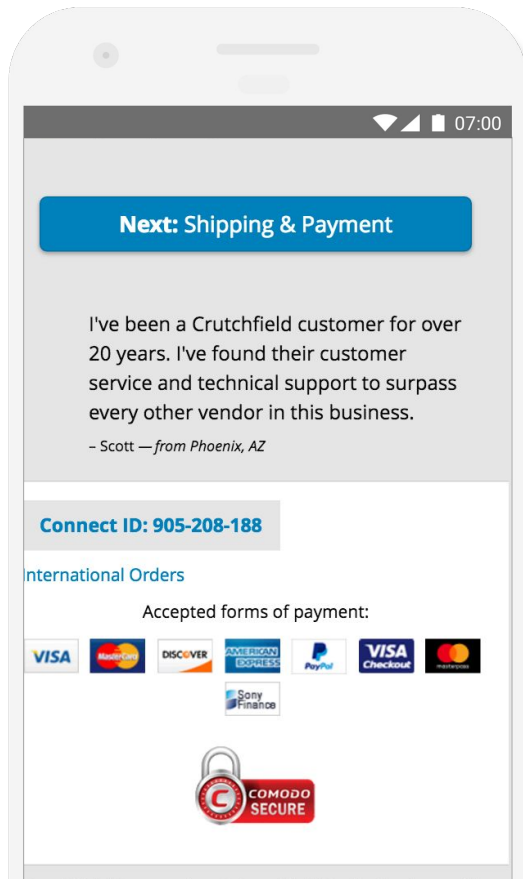 07:00
Next: Shipping & Payment
I've been a Crutchfield customer for over
20 years. I've found their customer
service and technical support to surpass
every other vendor in this business.
– Scott — from Phoenix, AZ
Connect ID: 905-208-188
International Orders
Accepted forms of payment:
VISA MasterCard DISCOVER AMERICAN EXPRESS PayPal VISA Checkout masterpass
Sony
Finance
C COMODO
SECURE